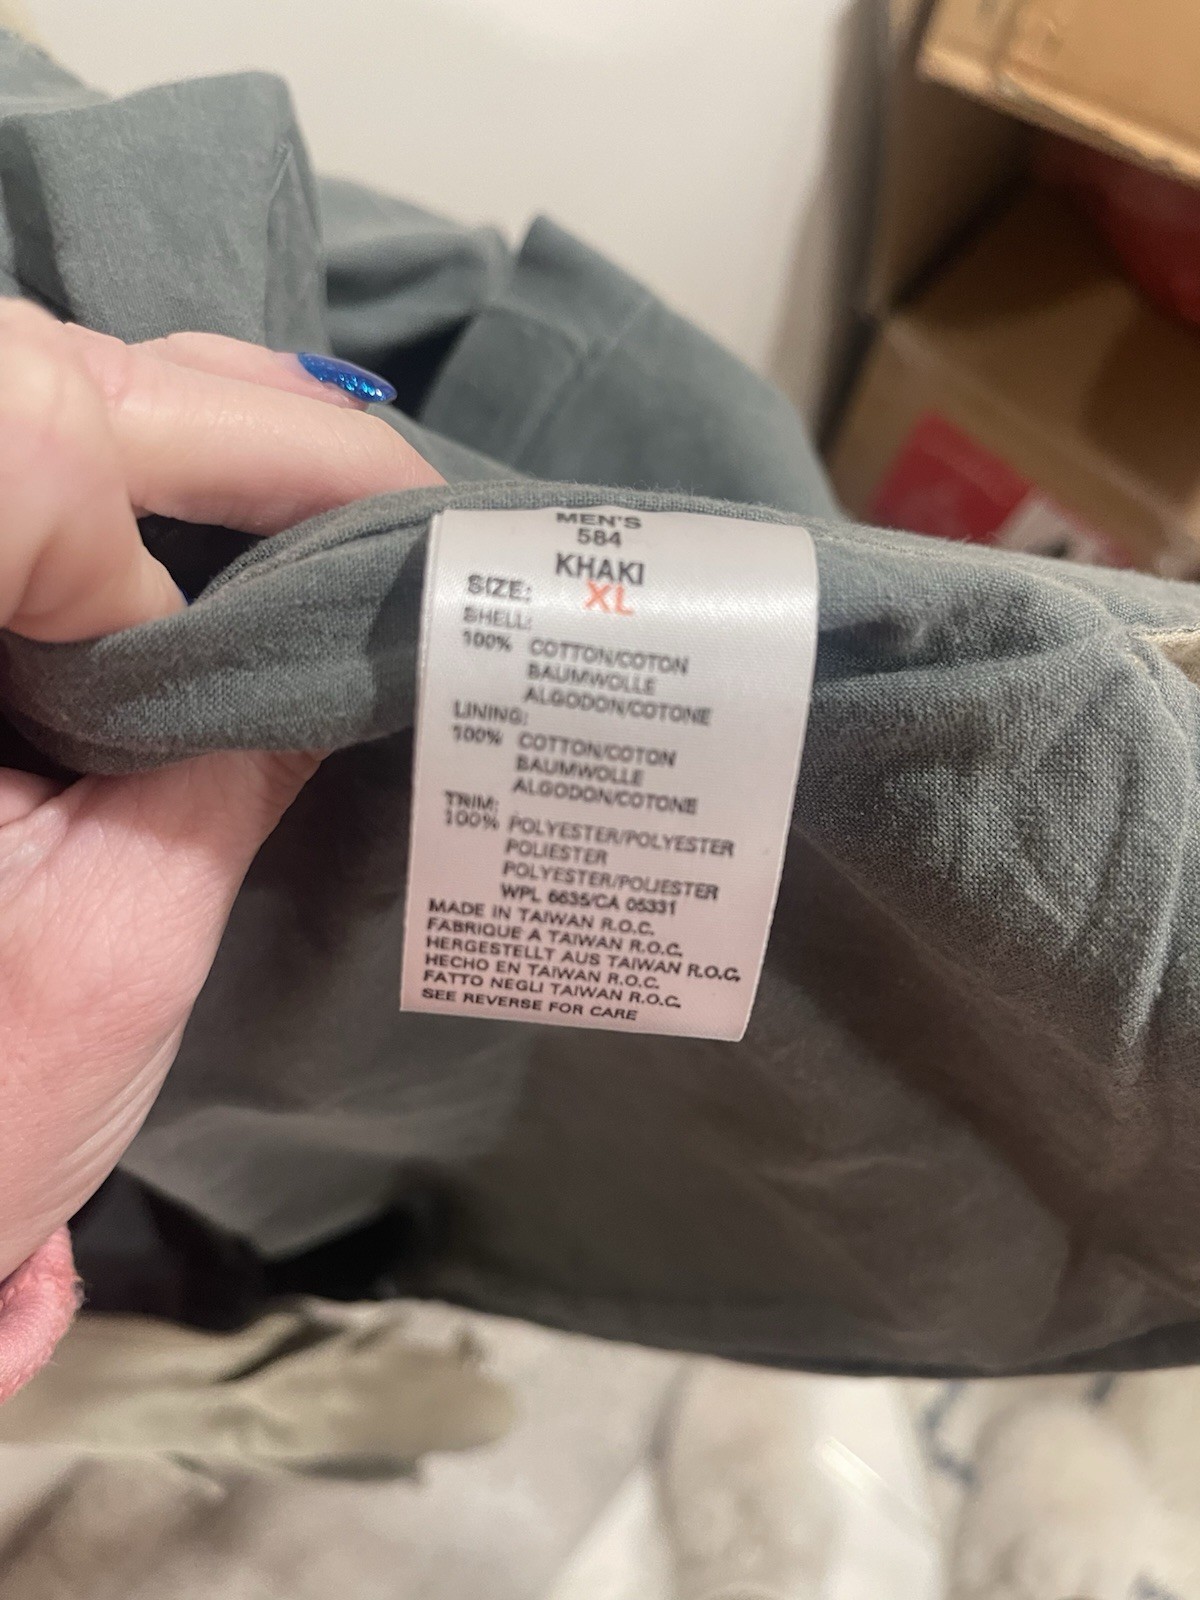 MEN'S
584
KHAKI
SIZE: XL
SHELL:
100% COTTON/COTON
BAUMWOLLE
ALGODON/COTONE
LINING:
100% COTTON/COTON
BAUMWOLLE
ALGODON/COTONE
TRIM:
100% POLYESTER/POLYESTER
POLIESTER
POLYESTER/POLIESTER
WPL 6635/CA 05331
MADE IN TAIWAN R.O.C.
FABRIQUE A TAIWAN R.O.C.
HERGESTELLT AUS TAIWAN R.O.C.
HECHO EN TAIWAN R.O.C.
FATTO NEGLI TAIWAN R.O.C.
SEE REVERSE FOR CARE